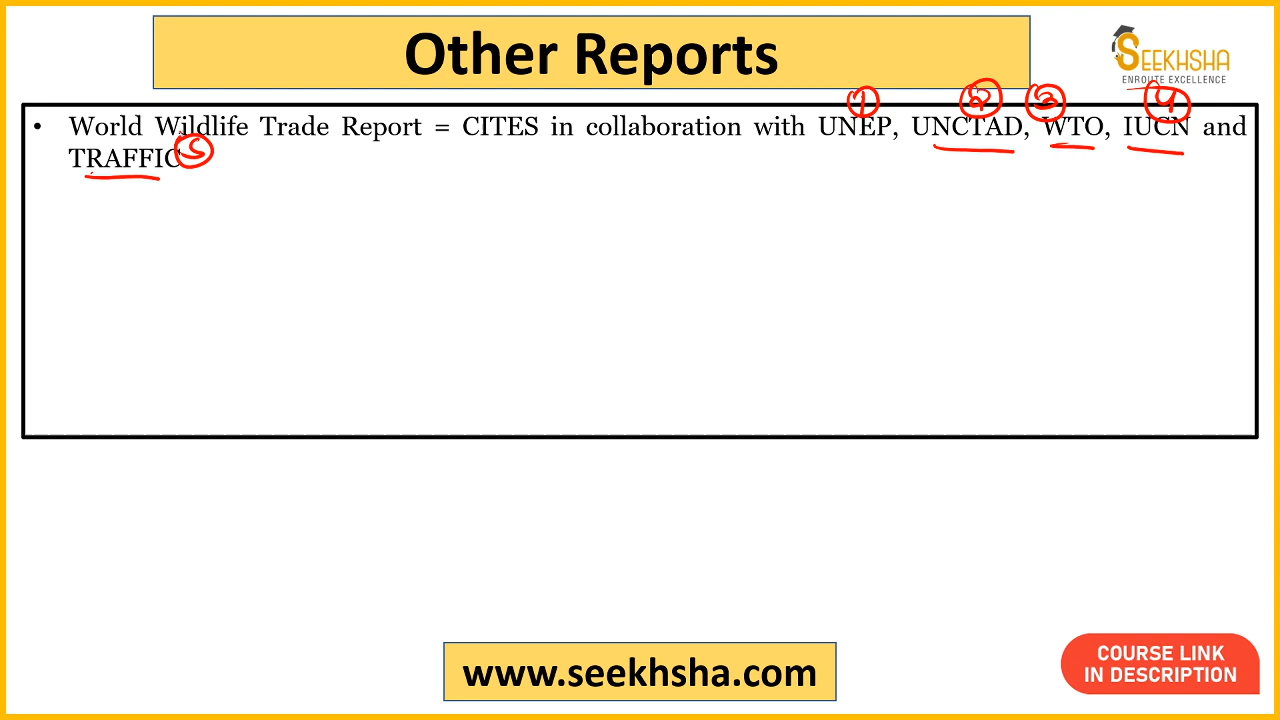 Other Reports
SEEKHSHA
ENROUTE EXCELLENCE
1 2 3 4
• World Wildlife Trade Report = CITES in collaboration with UNEP, UNCTAD, WTO, IUCN and
TRAFFIC 5
www.seekhsha.com
COURSE LINK
IN DESCRIPTION